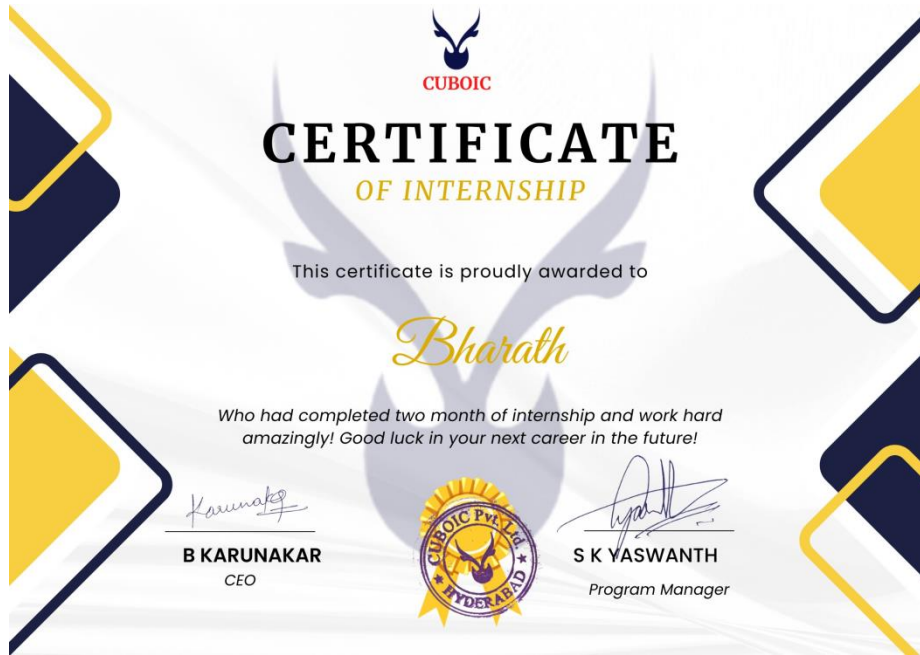 CUBOIC
CERTIFICATE
OF INTERNSHIP
This certificate is proudly awarded to
Bharath
Who had completed two month of internship and work hard
amazingly! Good luck in your next career in the future!
Karunakar
B KARUNAKAR
CEO
CUBOIC Pvt. Ltd.
★ HYDERABAD ★
S K YASWANTH
Program Manager